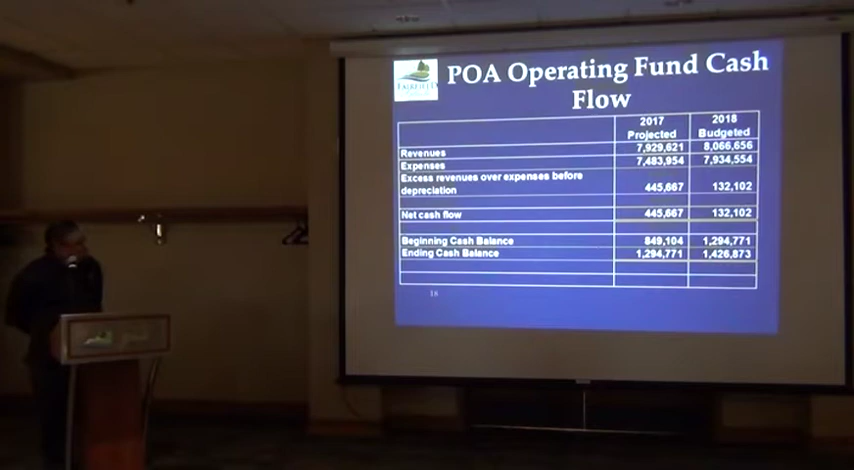 FAIRFIELD
POA Operating Fund Cash
Flow
2017 2018
Projected Budgeted
Revenues 7,929,621 8,066,656
Expenses 7,483,954 7,934,554
Excess revenues over expenses before
depreciation 445,667 132,102
Net cash flow 445,667 132,102
Beginning Cash Balance 849,104 1,294,771
Ending Cash Balance 1,294,771 1,426,873
18